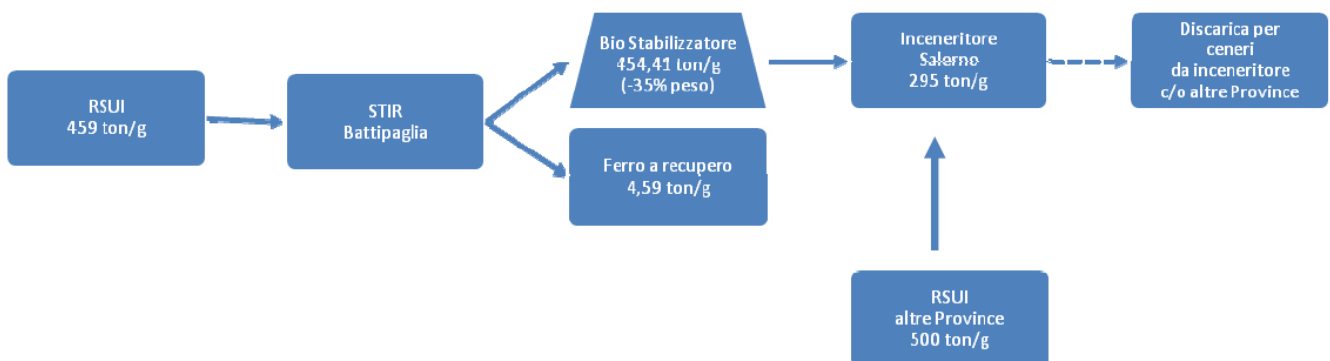 RSUI
459 ton/g
STIR
Battipaglia
Bio Stabilizzatore
454,41 ton/g
(-35% peso)
Ferro a recupero
4,59 ton/g
Inceneritore
Salerno
295 ton/g
Discarica per
ceneri
da inceneritore
c/o altre Province
RSUI
altre Province
500 ton/g